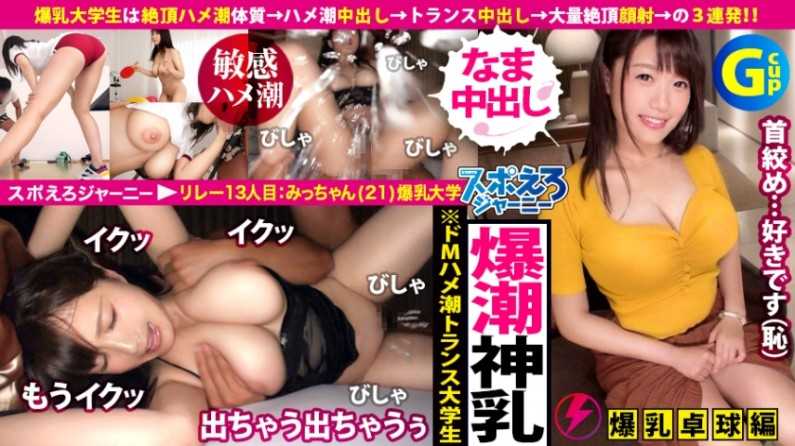 爆乳大学生は絶頂ハメ潮体質→ハメ潮中出し→トランス中出し→大量絶頂顔射→の3連発!!
敏感
ハメ潮
びしゃ
びしゃ
びしゃ
なま
中出し
G cup
スポえろジャーニー▶リレー13人目:みっちゃん(21)爆乳大学
スポえろ
ジャーニー
首絞め…好きです(恥)
イクッ
イクッ
びしゃ
びしゃ
もうイクッ
びしゃ
出ちゃう出ちゃうぅ
※ドMハメ潮トランス大学生
爆潮神乳
爆乳卓球編